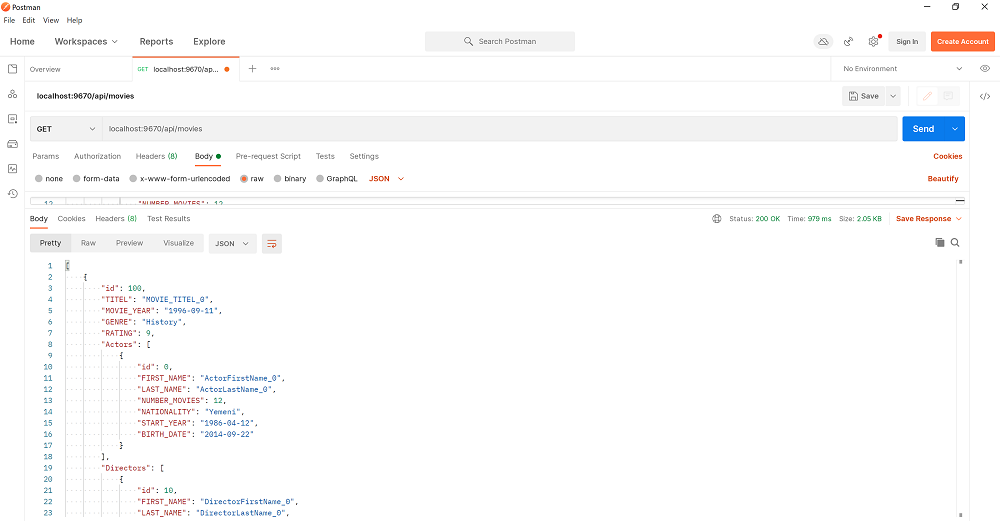 Postman
File Edit View Help
Home Workspaces Reports Explore Search Postman Sign In Create Account
Overview GET localhost:9670/ap... No Environment
localhost:9670/api/movies Save
GET localhost:9670/api/movies Send
Params Authorization Headers (8) Body Pre-request Script Tests Settings Cookies
none form-data x-www-form-urlencoded raw binary GraphQL JSON Beautify
12 "NUMBER_MOVIES": 12,
Body Cookies Headers (8) Test Results Status: 200 OK Time: 979 ms Size: 2.05 KB Save Response
Pretty Raw Preview Visualize JSON
1 [
2 {
3 "id": 100,
4 "TITEL": "MOVIE_TITEL_0",
5 "MOVIE_YEAR": "1996-09-11",
6 "GENRE": "History",
7 "RATING": 9,
8 "Actors": [
9 {
10 "id": 0,
11 "FIRST_NAME": "ActorFirstName_0",
12 "LAST_NAME": "ActorLastName_0",
13 "NUMBER_MOVIES": 12,
14 "NATIONALITY": "Yemeni",
15 "START_YEAR": "1986-04-12",
16 "BIRTH_DATE": "2014-09-22"
17 }
18 ],
19 "Directors": [
20 {
21 "id": 10,
22 "FIRST_NAME": "DirectorFirstName_0",
23 "LAST_NAME": "DirectorLastName_0",